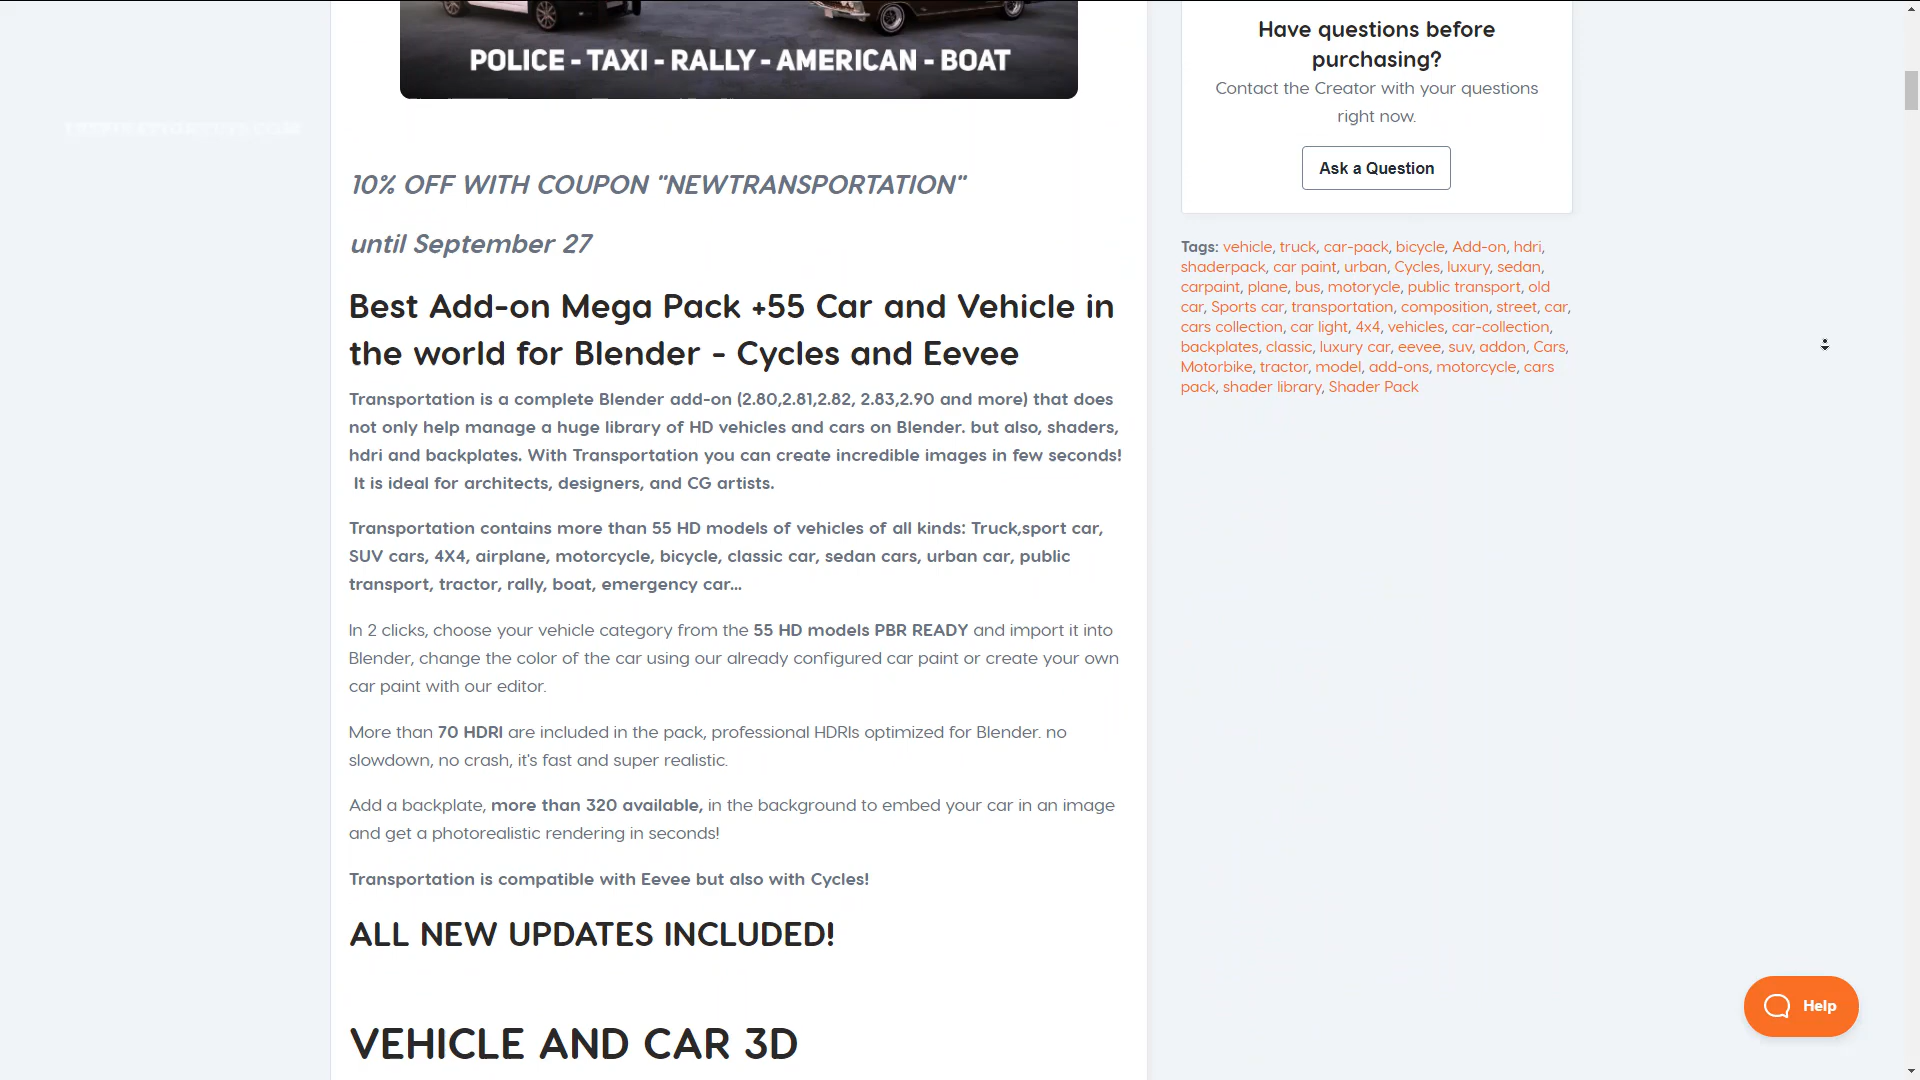 POLICE - TAXI - RALLY - AMERICAN - BOAT
10% OFF WITH COUPON "NEWTRANSPORTATION"
until September 27
Best Add-on Mega Pack +55 Car and Vehicle in
the world for Blender - Cycles and Eevee
Transportation is a complete Blender add-on (2.80,2.81,2.82, 2.83,2.90 and more) that does
not only help manage a huge library of HD vehicles and cars on Blender. but also, shaders,
hdri and backplates. With Transportation you can create incredible images in few seconds!
It is ideal for architects, designers, and CG artists.
Transportation contains more than 55 HD models of vehicles of all kinds: Truck,sport car,
SUV cars, 4X4, airplane, motorcycle, bicycle, classic car, sedan cars, urban car, public
transport, tractor, rally, boat, emergency car...
In 2 clicks, choose your vehicle category from the 55 HD models PBR READY and import it into
Blender, change the color of the car using our already configured car paint or create your own
car paint with our editor.
More than 70 HDRI are included in the pack, professional HDRIs optimized for Blender. no
slowdown, no crash, it's fast and super realistic.
Add a backplate, more than 320 available, in the background to embed your car in an image
and get a photorealistic rendering in seconds!
Transportation is compatible with Eevee but also with Cycles!
ALL NEW UPDATES INCLUDED!
VEHICLE AND CAR 3D
Have questions before
purchasing?
Contact the Creator with your questions
right now.
Ask a Question
Tags: vehicle, truck, car-pack, bicycle, Add-on, hdri,
shaderpack, car paint, urban, Cycles, luxury, sedan,
carpaint, plane, bus, motorycle, public transport, old
car, Sports car, transportation, composition, street, car,
cars collection, car light, 4x4, vehicles, car-collection,
backplates, classic, luxury car, eevee, suv, addon, Cars,
Motorbike, tractor, model, add-ons, motorcycle, cars
pack, shader library, Shader Pack
Help